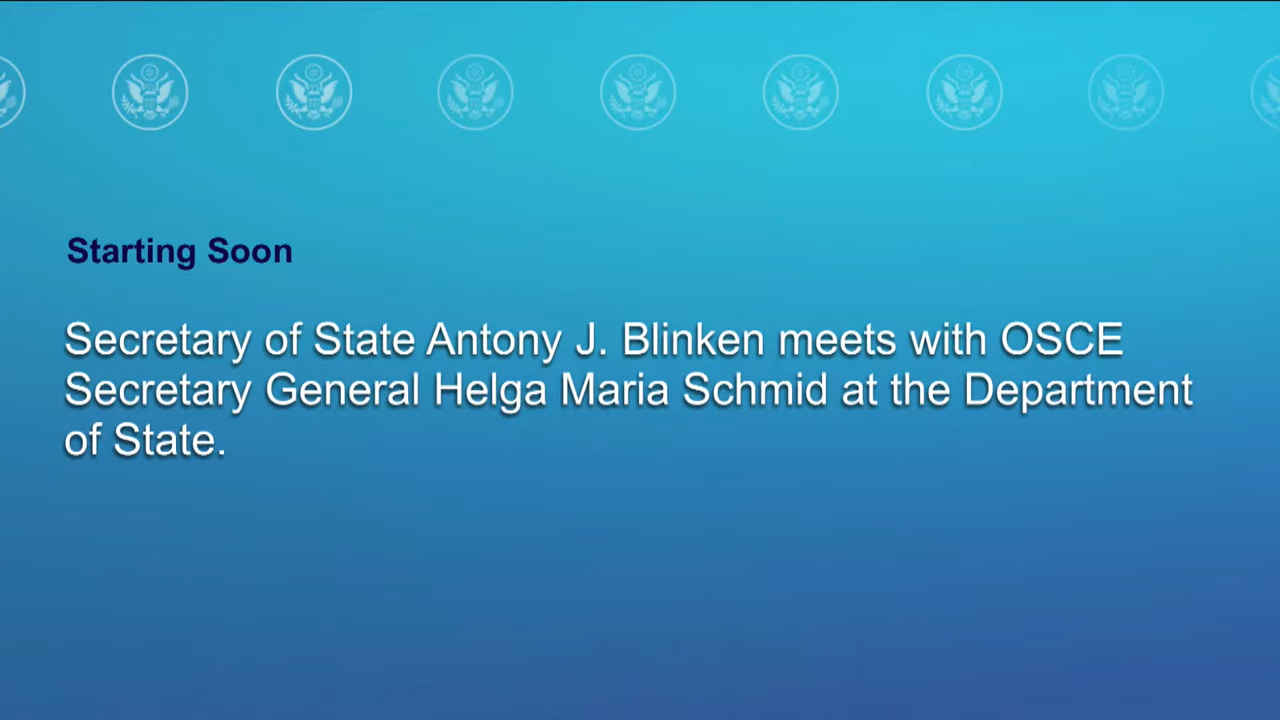 Starting Soon
Secretary of State Antony J. Blinken meets with OSCE
Secretary General Helga Maria Schmid at the Department
of State.